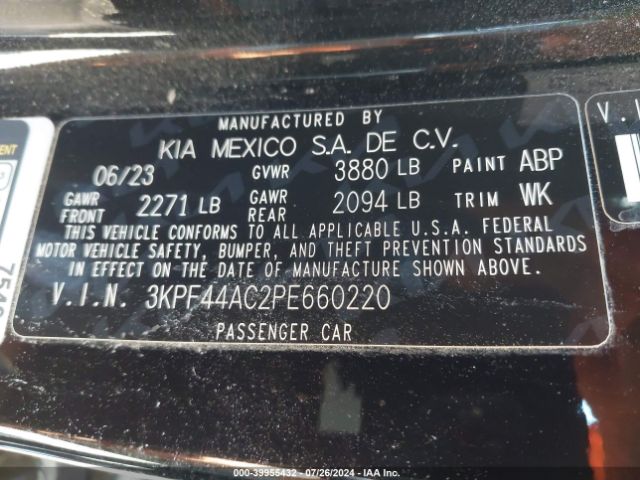 MANUFACTURED BY
KIA MEXICO S.A. DE C.V.
06/23 GVWR 3880 LB PAINT ABP
GAWR FRONT 2271 LB GAWR REAR 2094 LB TRIM WK
THIS VEHICLE CONFORMS TO ALL APPLICABLE U.S.A. FEDERAL
MOTOR VEHICLE SAFETY, BUMPER, AND THEFT PREVENTION STANDARDS
IN EFFECT ON THE DATE OF MANUFACTURE SHOWN ABOVE.
V.I.N. 3KPF44AC2PE660220
PASSENGER CAR
V.I
000-39955432 - 07/26/2024 - IAA Inc.